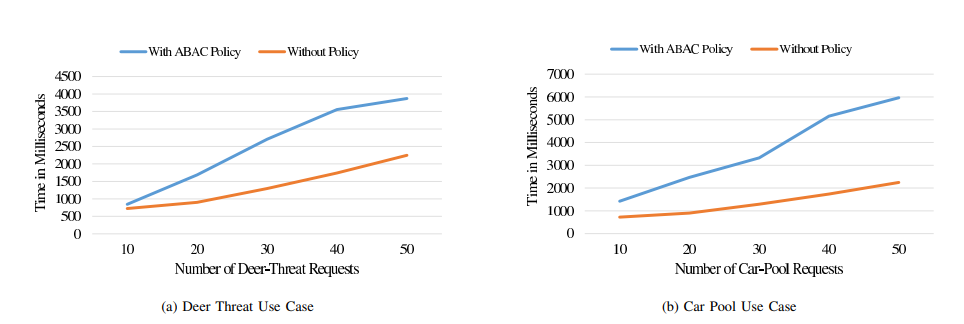 With ABAC Policy Without Policy
4500
4000
3500
3000
2500
2000
1500
1000
500
0
10 20 30 40 50
Time in Milliseconds
Number of Deer-Threat Requests
(a) Deer Threat Use Case
With ABAC Policy Without Policy
7000
6000
5000
4000
3000
2000
1000
0
10 20 30 40 50
Time in Milliseconds
Number of Car-Pool Requests
(b) Car Pool Use Case